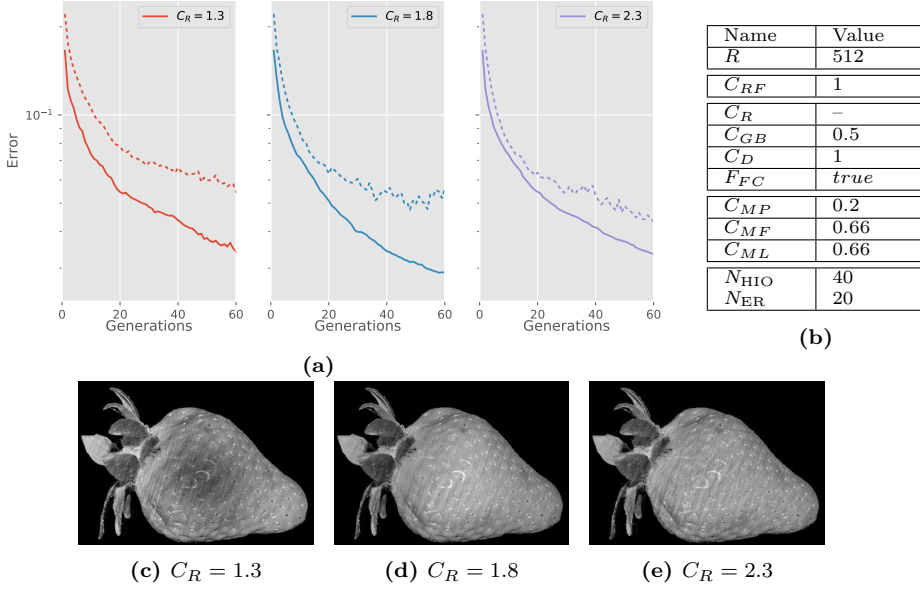 C_R = 1.3
C_R = 1.8
C_R = 2.3
10⁻¹
Error
0 20 40 60
0 20 40 60
0 20 40 60
Generations
Generations
Generations
(a)
Name Value
R 512
C_RF 1
C_R –
C_GB 0.5
C_D 1
F_FC true
C_MP 0.2
C_MF 0.66
C_ML 0.66
N_HIO 40
N_ER 20
(b)
(c) C_R = 1.3
(d) C_R = 1.8
(e) C_R = 2.3